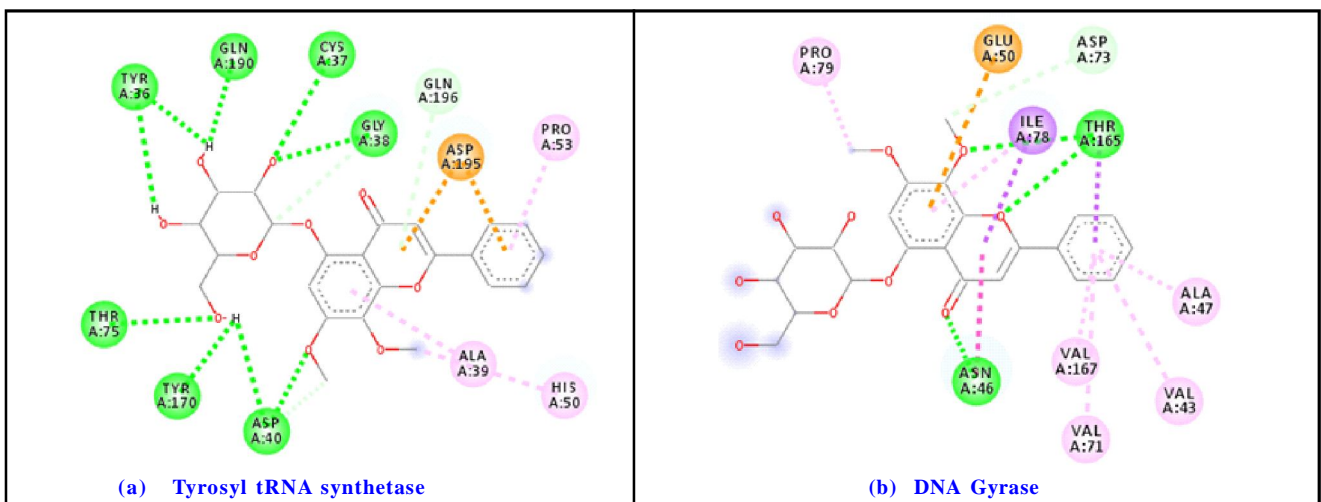 GLN
A:190
CYS
A:37
TYR
A:36
GLN
A:196
GLY
A:38
PRO
A:53
ASP
A:195
H
O
O
O
H
O
O
O
O
O
O
H
O
O
THR
A:75
TYR
A:170
ASP
A:40
ALA
A:39
HIS
A:50
(a) Tyrosyl tRNA synthetase
PRO
A:79
GLU
A:50
ASP
A:73
ILE
A:78
THR
A:165
O
O
O
O
O
O
O
O
O
O
ALA
A:47
VAL
A:167
ASN
A:46
VAL
A:43
VAL
A:71
(b) DNA Gyrase